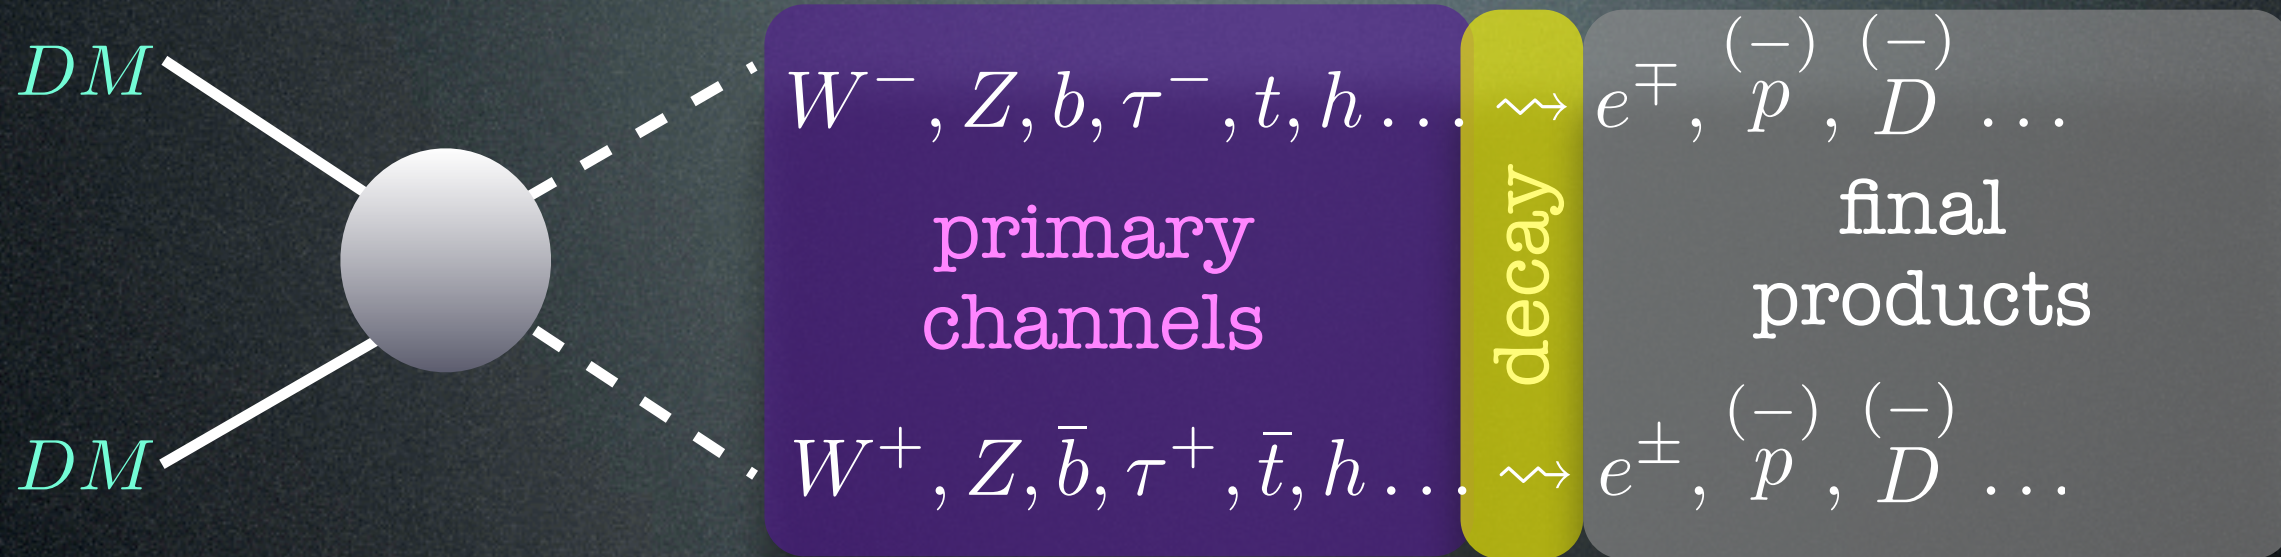 DM
W⁻, Z, b, τ⁻, t, h... ⇝ e^∓, p^(−), D^(−) ...
primary
channels
decay
final
products
DM
W⁺, Z, b̄, τ⁺, t̄, h... ⇝ e^±, p^(−), D^(−) ...